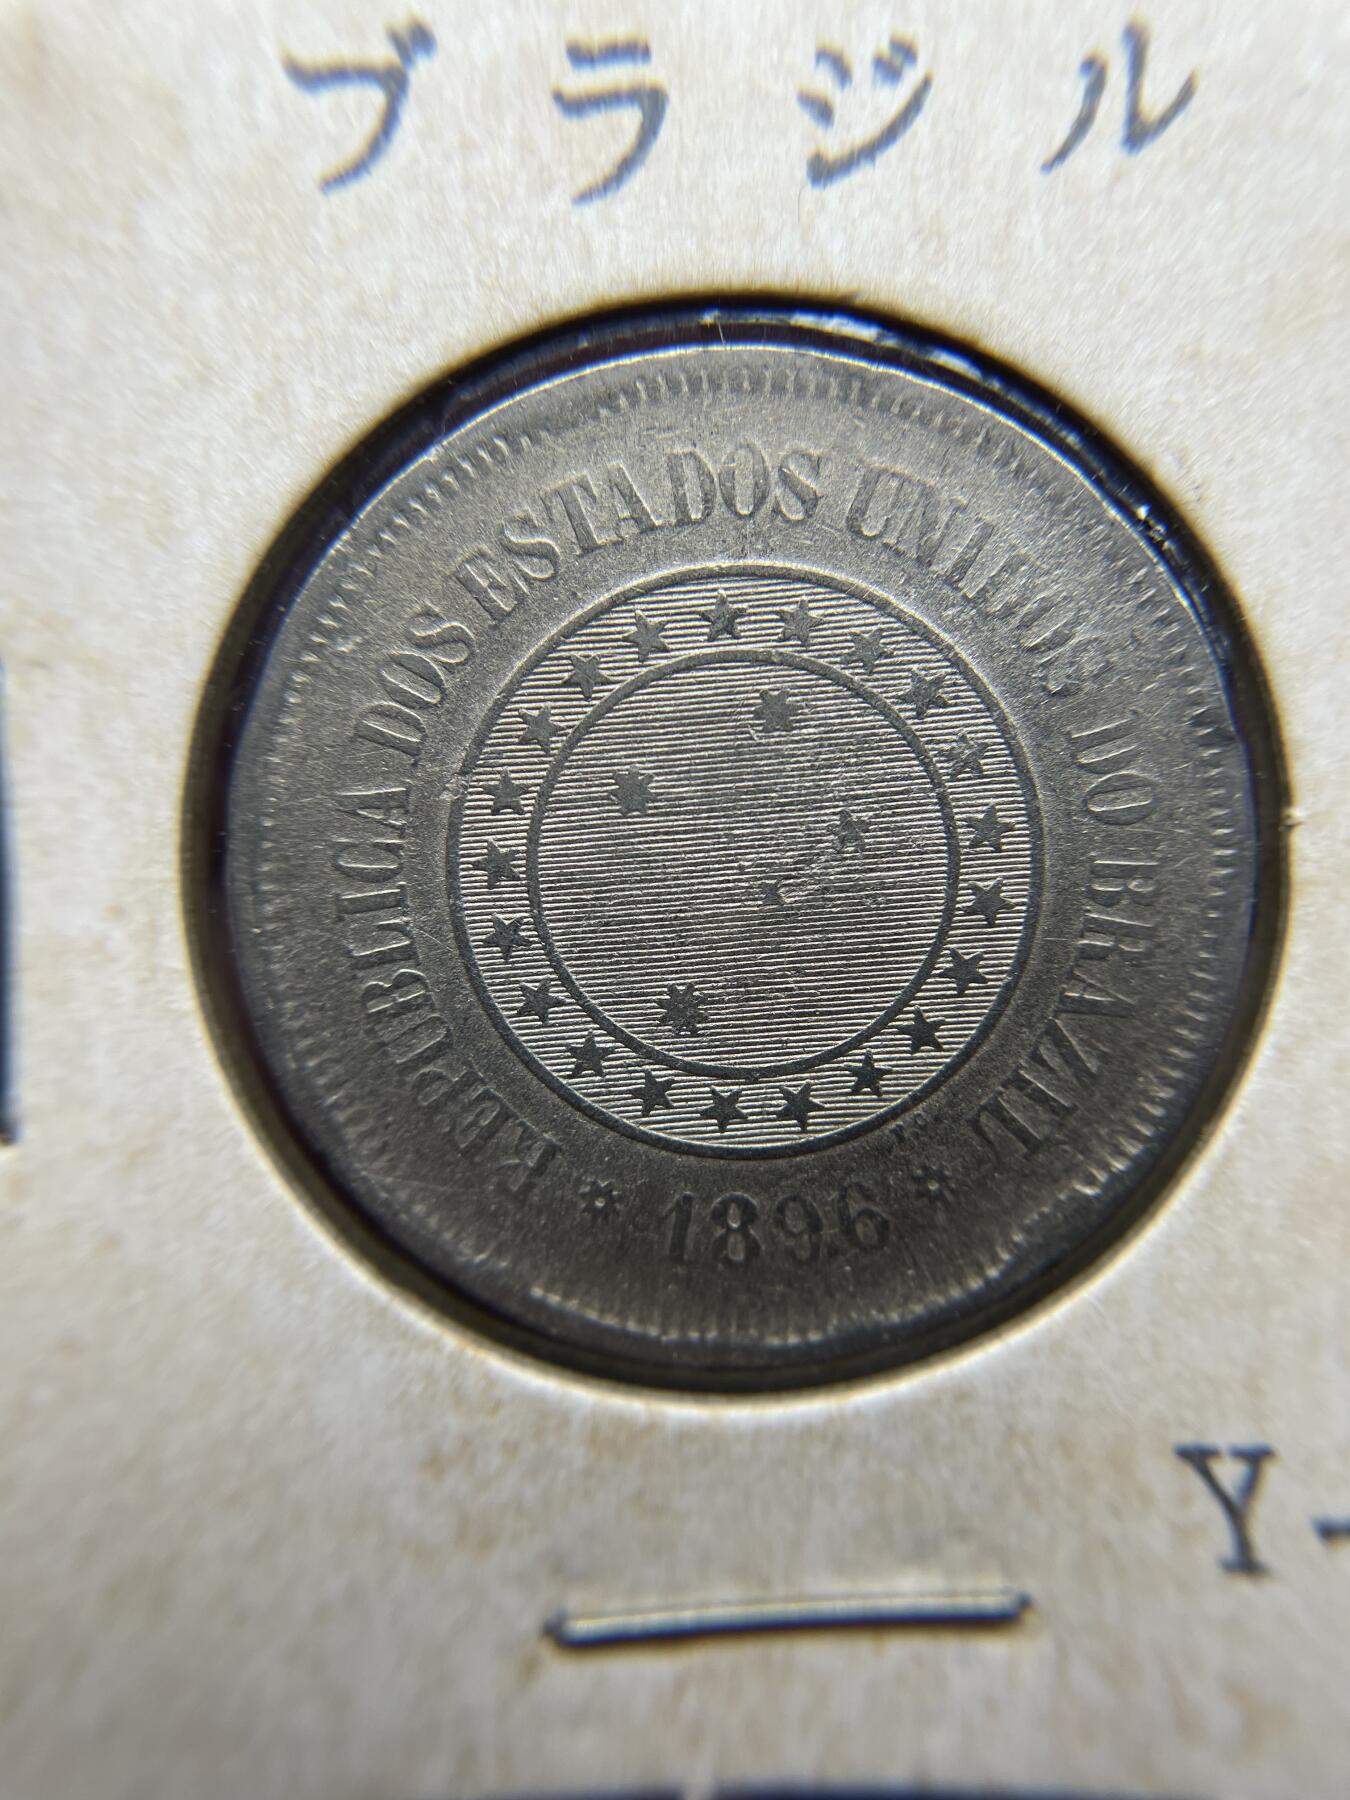 ブラジル
REPUBLICA DOS ESTADOS UNIDOS DO BRAZIL
1896
Y-